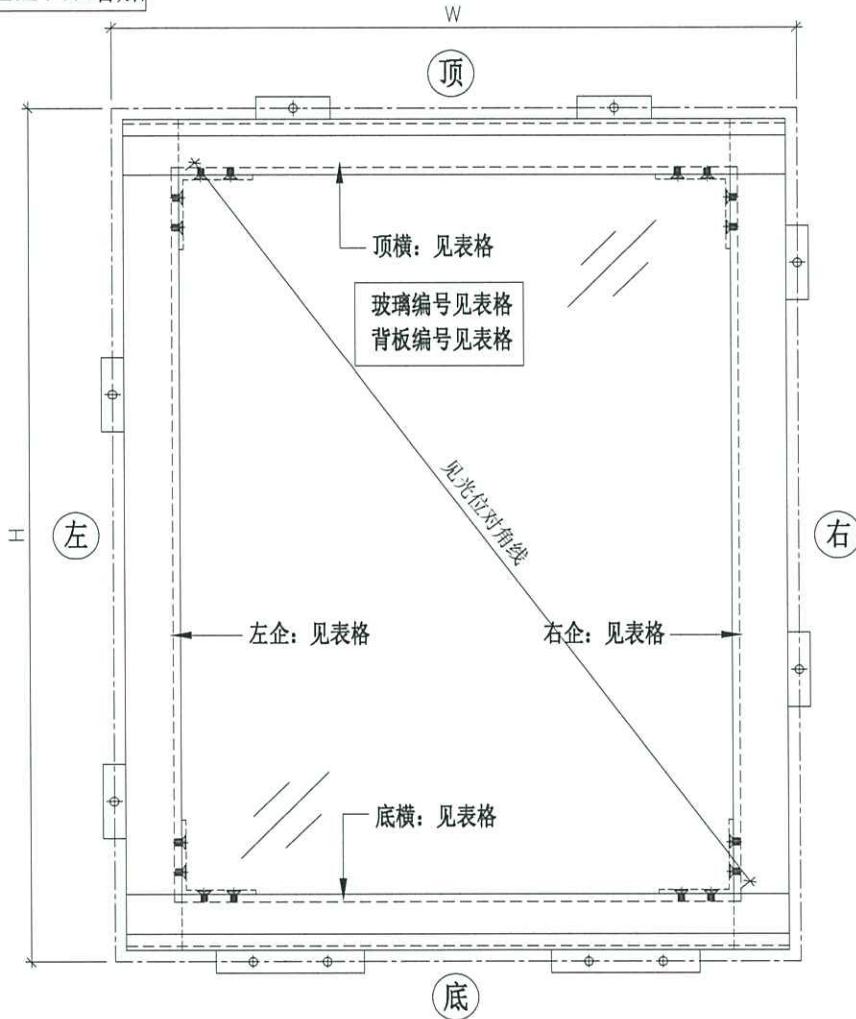 W
顶
顶横：见表格
玻璃编号见表格
背板编号见表格
见光位对角线
H
左
右
左企：见表格
右企：见表格
底横：见表格
底